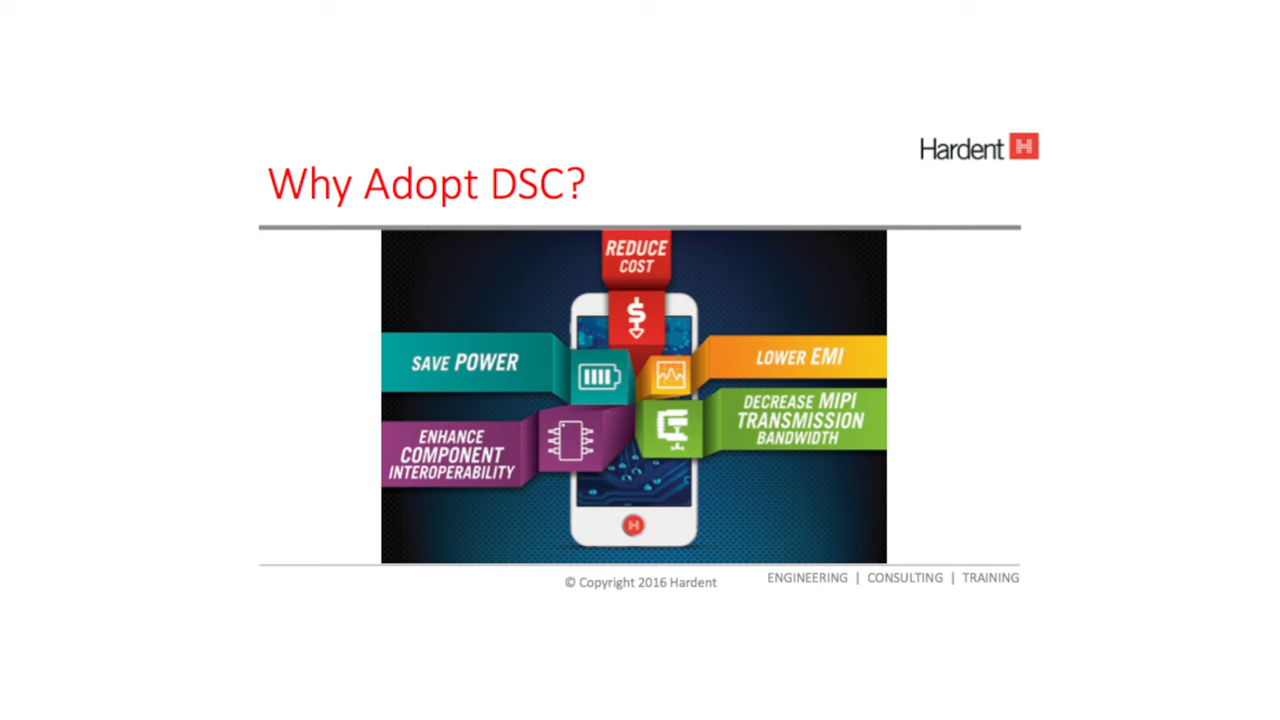 Hardent
Why Adopt DSC?
REDUCE
COST
$
SAVE POWER
LOWER EMI
DECREASE MIPI
TRANSMISSION
BANDWIDTH
ENHANCE
COMPONENT
INTEROPERABILITY
H
© Copyright 2016 Hardent
ENGINEERING | CONSULTING | TRAINING